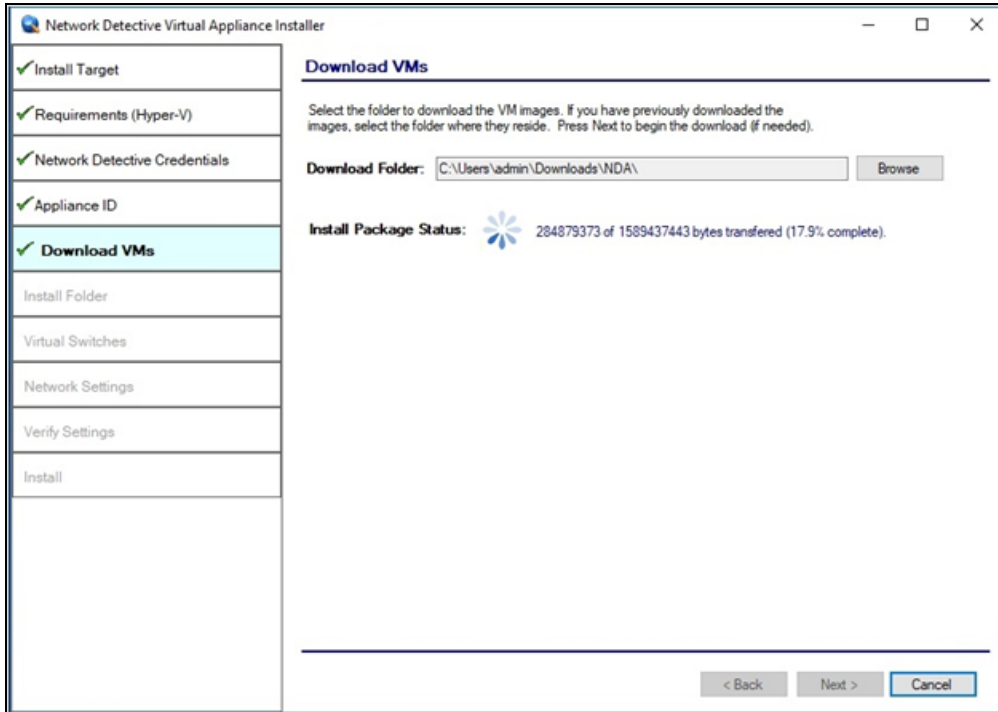 Network Detective Virtual Appliance Installer
Install Target
Requirements (Hyper-V)
Network Detective Credentials
Appliance ID
Download VMs
Install Folder
Virtual Switches
Network Settings
Verify Settings
Install
Download VMs
Select the folder to download the VM images. If you have previously downloaded the
images, select the folder where they reside. Press Next to begin the download (if needed).
Download Folder: C:\Users\admin\Downloads\NDA\ Browse
Install Package Status: 284879373 of 1589437443 bytes transfered (17.9% complete).
< Back Next > Cancel